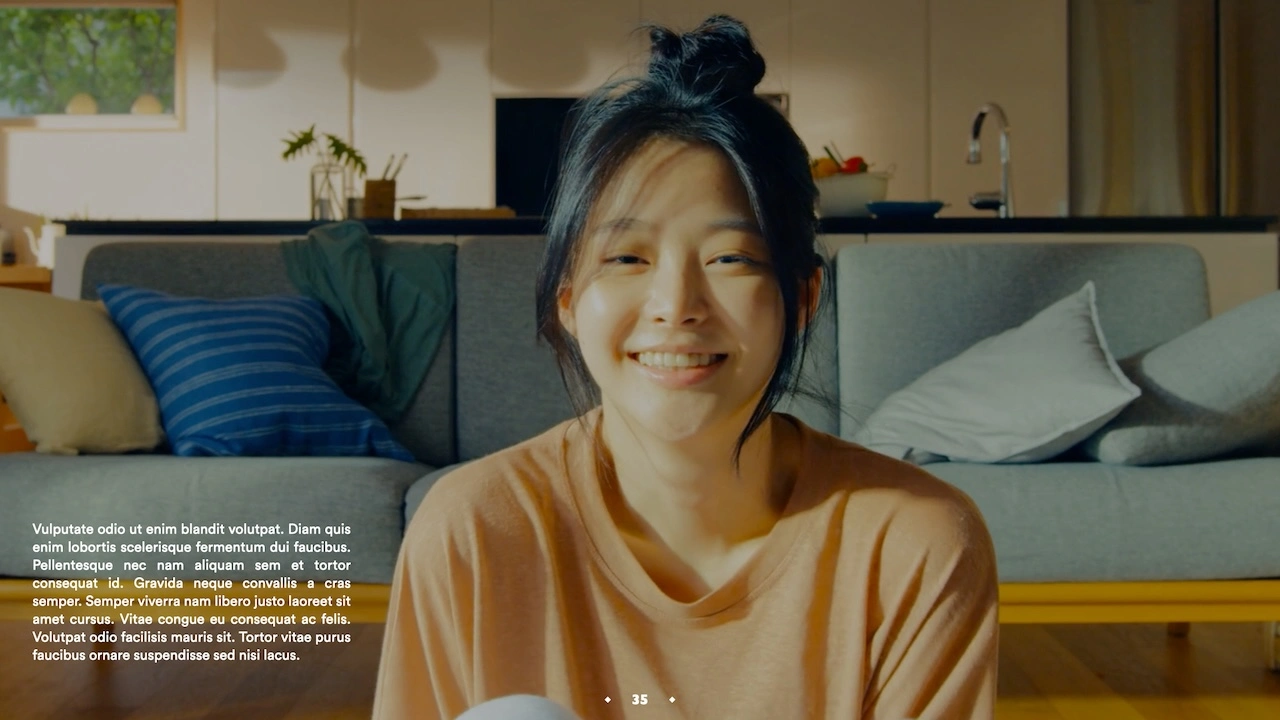 Vulputate odio ut enim blandit volutpat. Diam quis
enim lobortis scelerisque fermentum dui faucibus.
Pellentesque nec nam aliquam sem et tortor
consequat id. Gravida neque convallis a cras
semper. Semper viverra nam libero justo laoreet sit
amet cursus. Vitae congue eu consequat ac felis.
Volutpat odio facilisis mauris sit. Tortor vitae purus
faucibus ornare suspendisse sed nisi lacus.
35